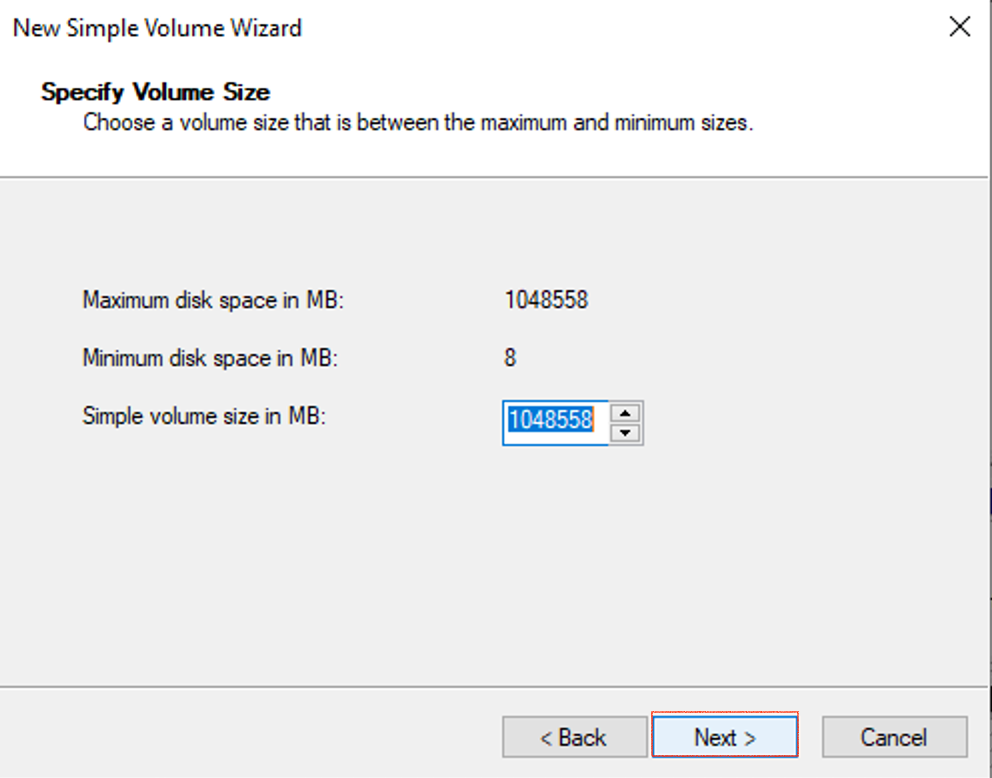 New Simple Volume Wizard
Specify Volume Size
Choose a volume size that is between the maximum and minimum sizes.
Maximum disk space in MB: 1048558
Minimum disk space in MB: 8
Simple volume size in MB: 1048558
< Back Next > Cancel